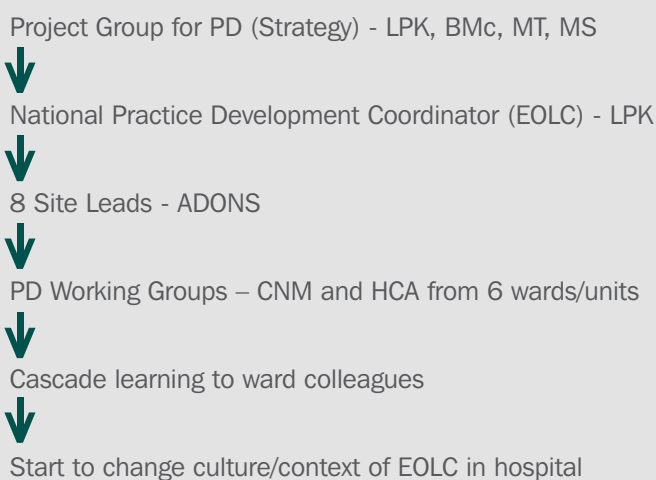 Project Group for PD (Strategy) - LPK, BMc, MT, MS
National Practice Development Coordinator (EOLC) - LPK
8 Site Leads - ADONS
PD Working Groups – CNM and HCA from 6 wards/units
Cascade learning to ward colleagues
Start to change culture/context of EOLC in hospital